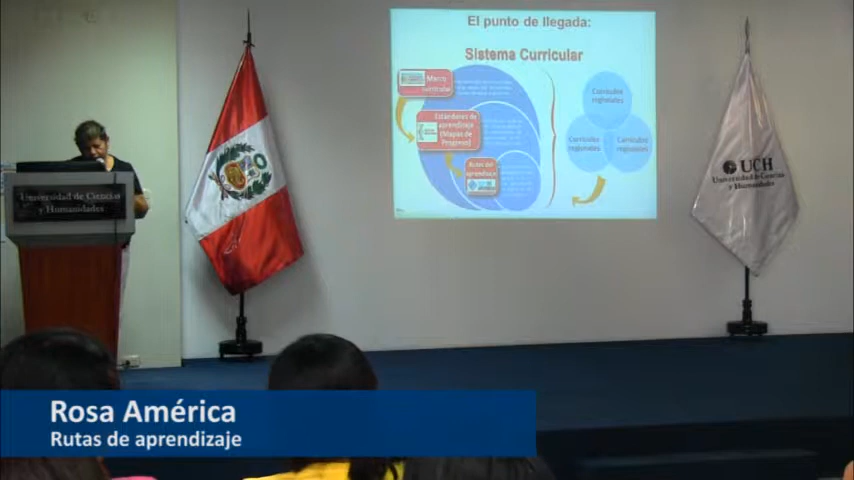 El punto de llegada:
Sistema Curricular
Marco
curricular
Estándares de
aprendizaje
(Mapas de
Progreso)
Rutas del
aprendizaje
Currículos
regionales
Currículos
regionales
Currículos
regionales
Universidad de Ciencias
y Humanidades
UCH
Universidad de Ciencias
y Humanidades
Rosa América
Rutas de aprendizaje